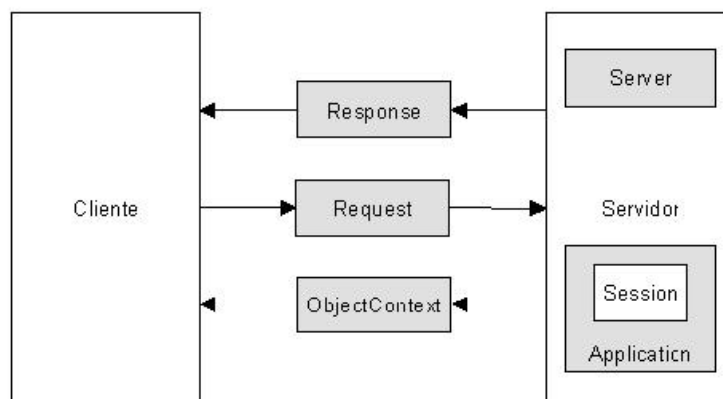 Server
Response
Cliente
Request
Servidor
ObjectContext
Session
Application